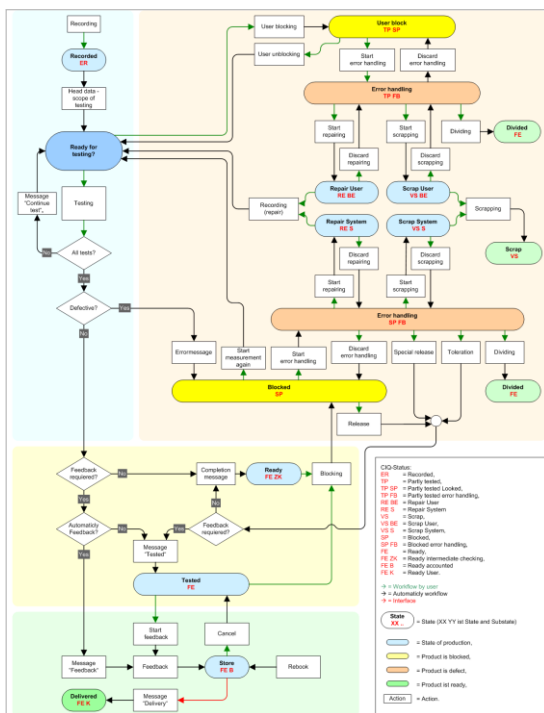 Recording
Recorded
ER
Head data -
scope of
testing
Ready for
testing?
Message
"Continue
test",
Testing
All tests?
Yes
No
Defective?
Yes
No
User blocking
User unblocking
User block
TP SP
Start
error handling
Discard
error handling
Error handling
TP FB
Start
repairing
Discard
repairing
Start
scrapping
Discard
scrapping
Dividing
Divided
FE
Recording
(repair)
Repair User
RE BE
Scrap User
VS BE
Repair System
RE S
Scrap System
VS S
Scrapping
Scrap
VS
Start
repairing
Discard
repairing
Start
scrapping
Discard
scrapping
Error handling
SP FB
Errormessage
Start
measurement
again
Start
error handling
Discard
error handling
Special release
Toleration
Dividing
Blocked
SP
Divided
FE
Release
Feedback
requiered?
No
Yes
Completion
message
Ready
FE ZK
Blocking
Automaticly
Feedback?
No
Yes
Message
"Tested"
Yes
No
Feedback
requiered?
Tested
FE
Start
feedback
Cancel
Message
"Feedback"
Feedback
Store
FE B
Rebook
Delivered
FE K
Message
"Delivery"
CIQ-Status:
ER = Recorded,
TP = Partly tested,
TP SP = Partly tested Looked,
TP FB = Partly tested error handling,
RE BE = Repair User
RE S = Repair System
VS = Scrap,
VS BE = Scrap User,
VS S = Scrap System,
SP = Blocked,
SP FB = Blocked error handling,
FE = Ready,
FE ZK = Ready intermediate checking,
FE B = Ready accounted
FE K = Ready User.
→ = Workflow by user
→ = Automaticly workflow
→ = Interface
State
XX ..
= State (XX YY ist State and Substate)
= State of production,
= Product is blocked,
= Product is defect,
= Product ist ready,
Action = Action.